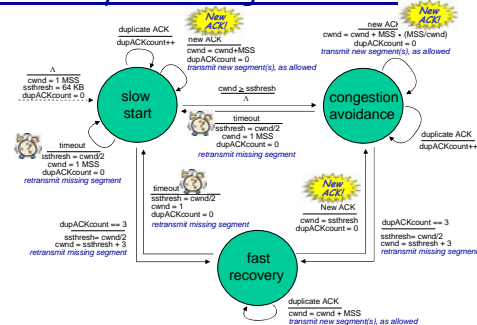 duplicate ACK
dupACKcount++
New
ACK!
new ACK
cwnd = cwnd+MSS
dupACKcount = 0
transmit new segment(s), as allowed
New
ACK!
new ACK
cwnd = cwnd + MSS • (MSS/cwnd)
dupACKcount = 0
transmit new segment(s), as allowed
Λ
cwnd = 1 MSS
ssthresh = 64 KB
dupACKcount = 0
slow
start
cwnd > ssthresh
Λ
congestion
avoidance
timeout
ssthresh = cwnd/2
cwnd = 1 MSS
dupACKcount = 0
retransmit missing segment
timeout
ssthresh = cwnd/2
cwnd = 1 MSS
dupACKcount = 0
retransmit missing segment
duplicate ACK
dupACKcount++
timeout
ssthresh = cwnd/2
cwnd = 1
dupACKcount = 0
retransmit missing segment
New
ACK!
New ACK
cwnd = ssthresh
dupACKcount = 0
dupACKcount == 3
ssthresh= cwnd/2
cwnd = ssthresh + 3
retransmit missing segment
dupACKcount == 3
ssthresh= cwnd/2
cwnd = ssthresh + 3
retransmit missing segment
fast
recovery
duplicate ACK
cwnd = cwnd + MSS
transmit new segment(s), as allowed